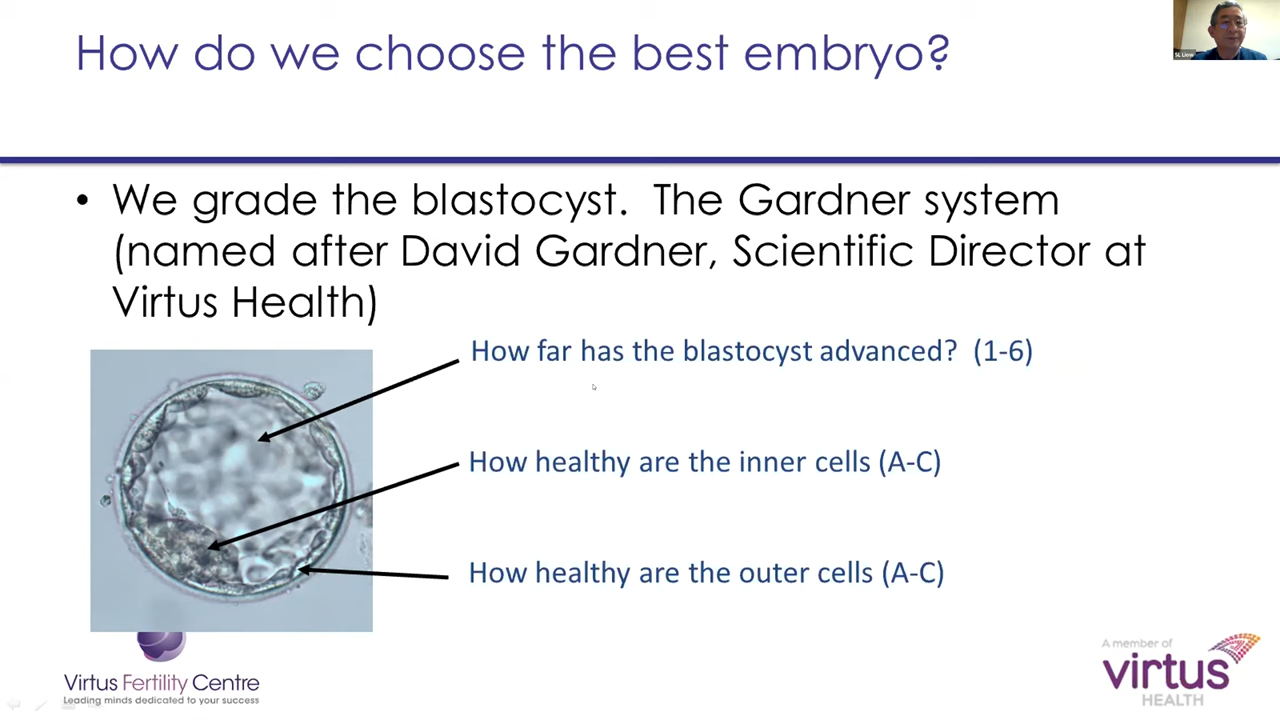 How do we choose the best embryo?
SL Liew
• We grade the blastocyst.  The Gardner system
(named after David Gardner, Scientific Director at
Virtus Health)
How far has the blastocyst advanced?  (1-6)
How healthy are the inner cells (A-C)
How healthy are the outer cells (A-C)
Virtus Fertility Centre
Leading minds dedicated to your success
A member of
virtus
HEALTH